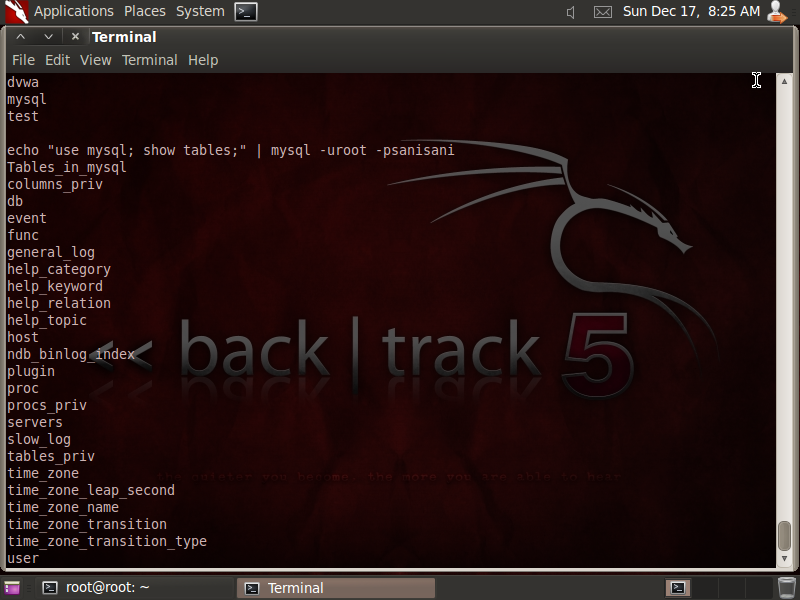 Applications Places System Sun Dec 17, 8:25 AM
Terminal
File Edit View Terminal Help
dvwa
mysql
test
echo "use mysql; show tables;" | mysql -uroot -psanisani
Tables_in_mysql
columns_priv
db
event
func
general_log
help_category
help_keyword
help_relation
help_topic
host
ndb_binlog_index
plugin
proc
procs_priv
servers
slow_log
tables_priv
time_zone
time_zone_leap_second
time_zone_name
time_zone_transition
time_zone_transition_type
user
<< back | track 5
the quieter you become, the more you are able to hear
root@root: ~ Terminal